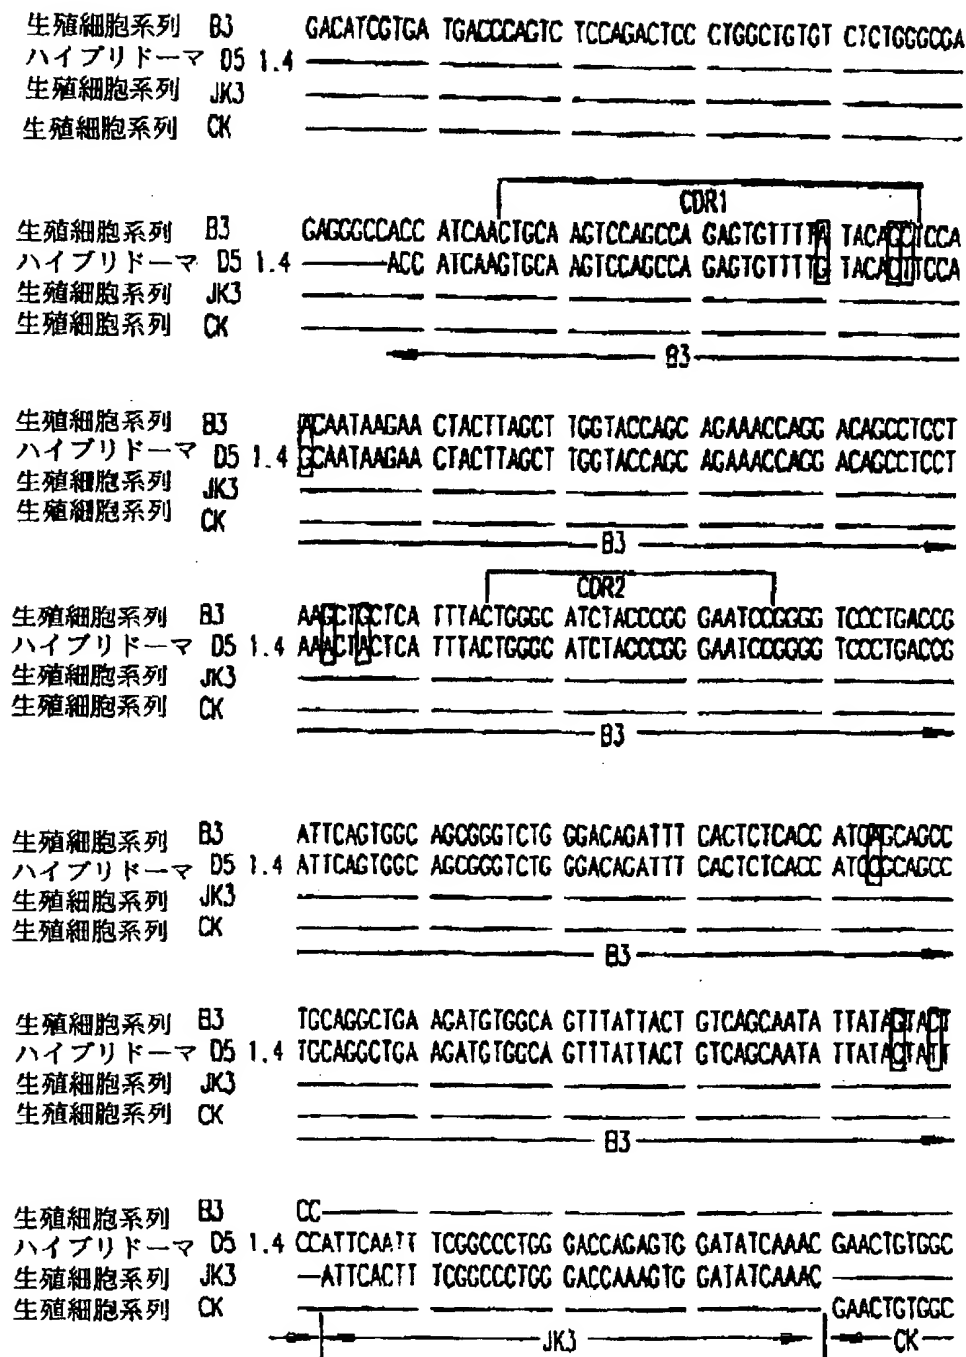 生殖細胞系列 B3 GACATCGTGA TGACCCAGTC TCCAGACTCC CTGGCTGTGT CTCTGGGCGA
ハイブリドーマ D5 1.4
生殖細胞系列 JK3
生殖細胞系列 CK
CDR1
生殖細胞系列 B3 GAGGGCCACC ATCAACTGCA AGTCCAGCCA GAGTGTTTTA TACAGCTCCA
ハイブリドーマ D5 1.4 ACC ATCAAGTGCA AGTCCAGCCA GAGTGTTTTG TACACTTCCA
生殖細胞系列 JK3
生殖細胞系列 CK
B3
生殖細胞系列 B3 ACAATAAGAA CTACTTAGCT TGGTACCAGC AGAAACCAGG ACAGCCTCCT
ハイブリドーマ D5 1.4 GCAATAAGAA CTACTTAGCT TGGTACCAGC AGAAACCAGG ACAGCCTCCT
生殖細胞系列 JK3
生殖細胞系列 CK
B3
CDR2
生殖細胞系列 B3 AAGCTGCTCA TTTACTGGGC ATCTACCCGG GAATCCGGGG TCCCTGACCG
ハイブリドーマ D5 1.4 AAACTACTCA TTTACTGGGC ATCTACCCGG GAATCCGGGG TCCCTGACCG
生殖細胞系列 JK3
生殖細胞系列 CK
B3
生殖細胞系列 B3 ATTCAGTGGC AGCGGGTCTG GGACAGATTT CACTCTCACC ATCAGCAGCC
ハイブリドーマ D5 1.4 ATTCAGTGGC AGCGGGTCTG GGACAGATTT CACTCTCACC ATCCGCAGCC
生殖細胞系列 JK3
生殖細胞系列 CK
B3
生殖細胞系列 B3 TGCAGGCTGA AGATGTGGCA GTTTATTACT GTCAGCAATA TTATAGTACT
ハイブリドーマ D5 1.4 TGCAGGCTGA AGATGTGGCA GTTTATTACT GTCAGCAATA TTATACTATT
生殖細胞系列 JK3
生殖細胞系列 CK
B3
生殖細胞系列 B3 CC
ハイブリドーマ D5 1.4 CCATTCAATT TCGGCCCTGG GACCAGAGTG GATATCAAAC GAACTGTGGC
生殖細胞系列 JK3 ATTCACTT TCGGCCCTGG GACCAAAGTG GATATCAAAC
生殖細胞系列 CK GAACTGTGGC
JK3 CK